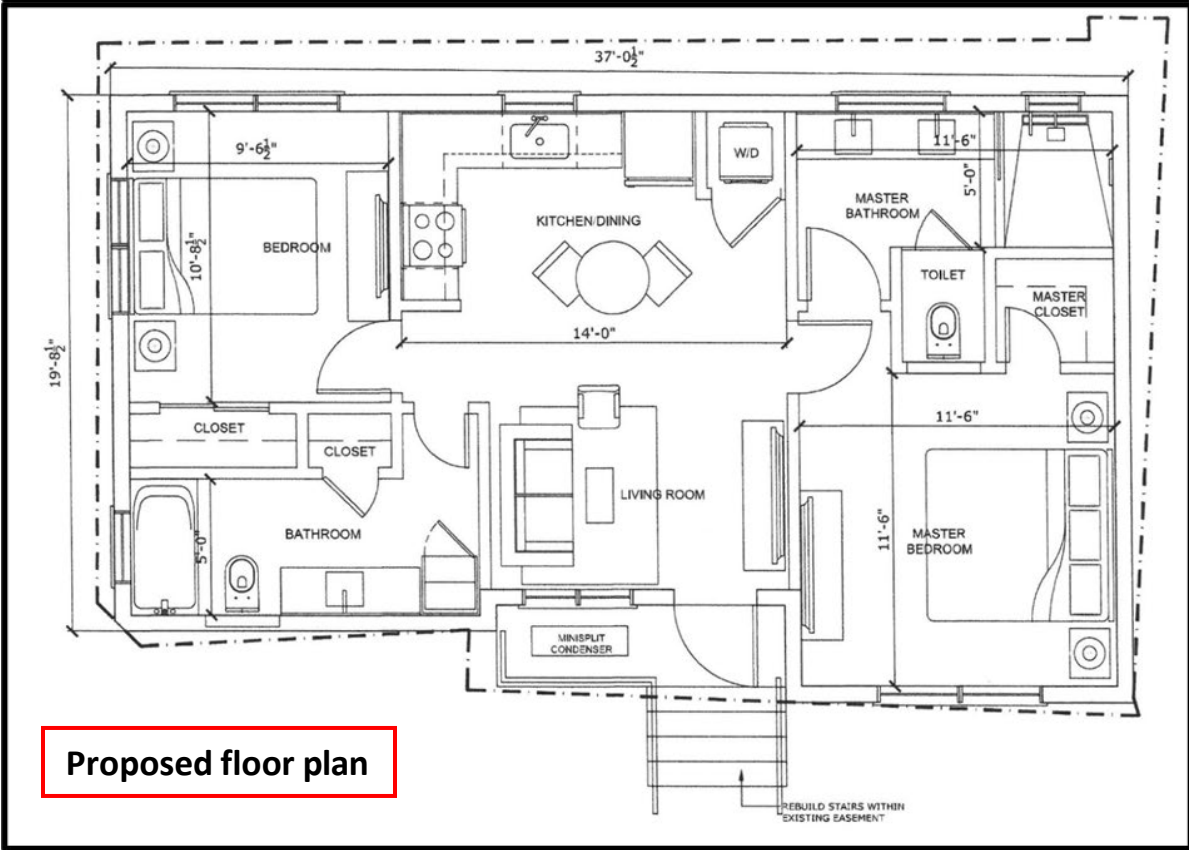 37'-0½"
9'-6½"
11'-6"
W/D
5'-0"
MASTER
BATHROOM
KITCHEN/DINING
BEDROOM
10'-8½"
TOILET
MASTER
CLOSET
14'-0"
19'-8½"
11'-6"
CLOSET
CLOSET
LIVING ROOM
BATHROOM
5'-0"
11'-6"
MASTER
BEDROOM
MINISPLIT
CONDENSER
Proposed floor plan
REBUILD STAIRS WITHIN
EXISTING EASEMENT